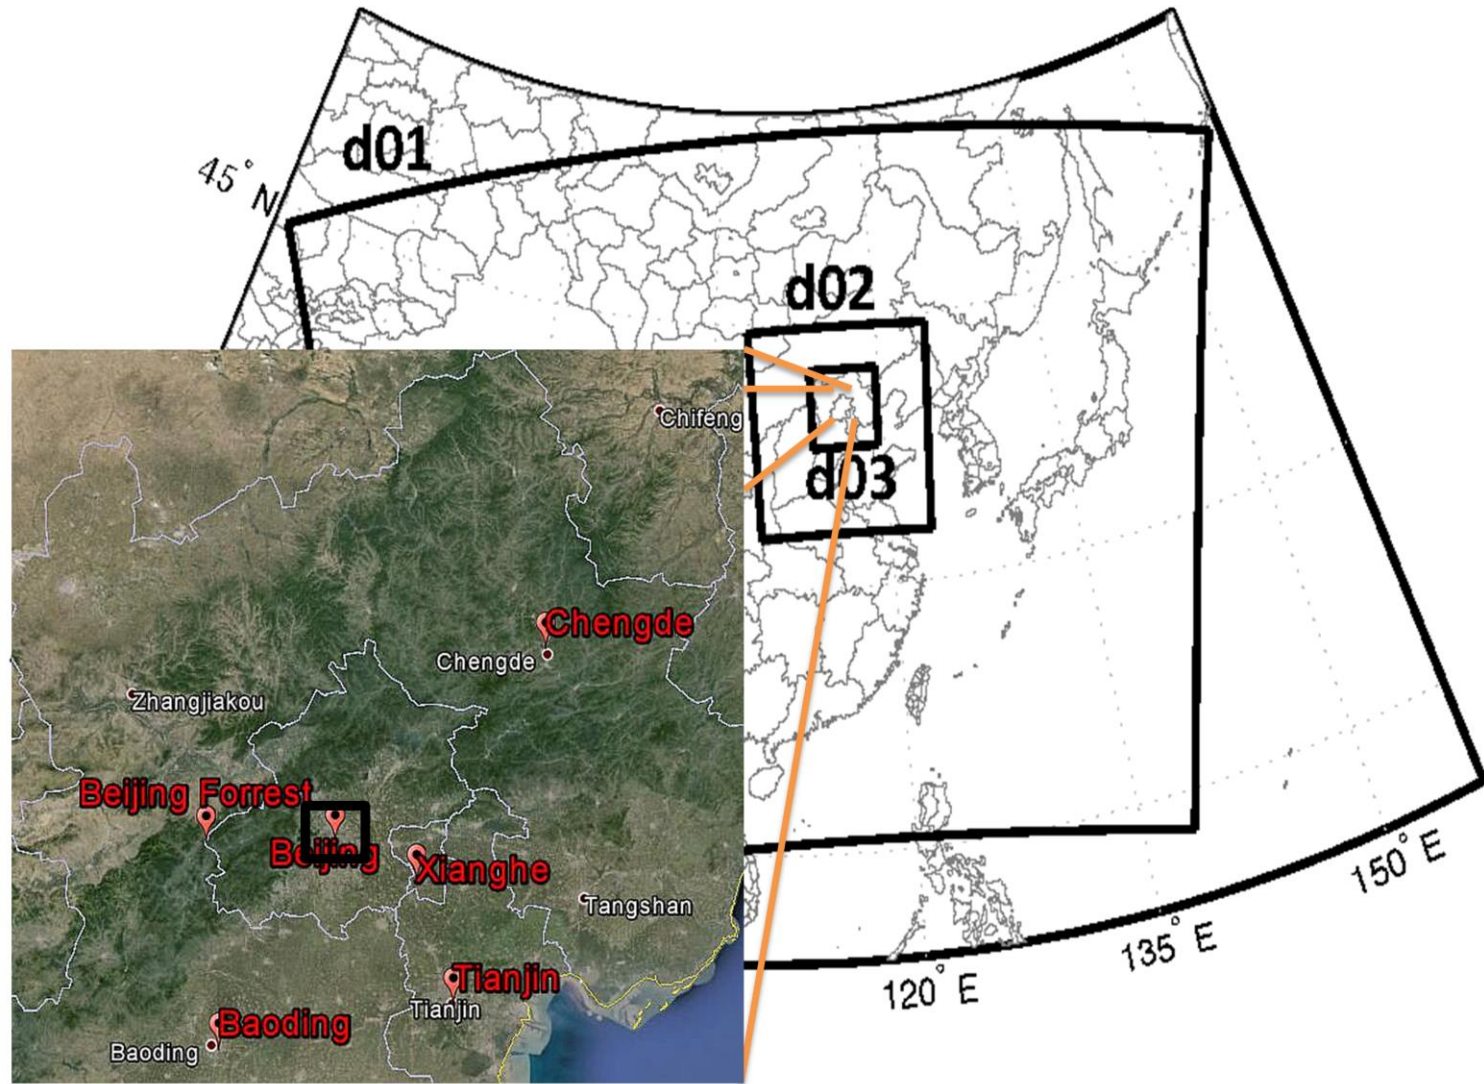 d01
45° N
d02
d03
Chifeng
Chengde
Chengde
Zhangjiakou
Beijing Forrest
Beijing
Xianghe
Tangshan
Tianjin
Tianjin
Baoding
Baoding
150° E
135° E
120° E